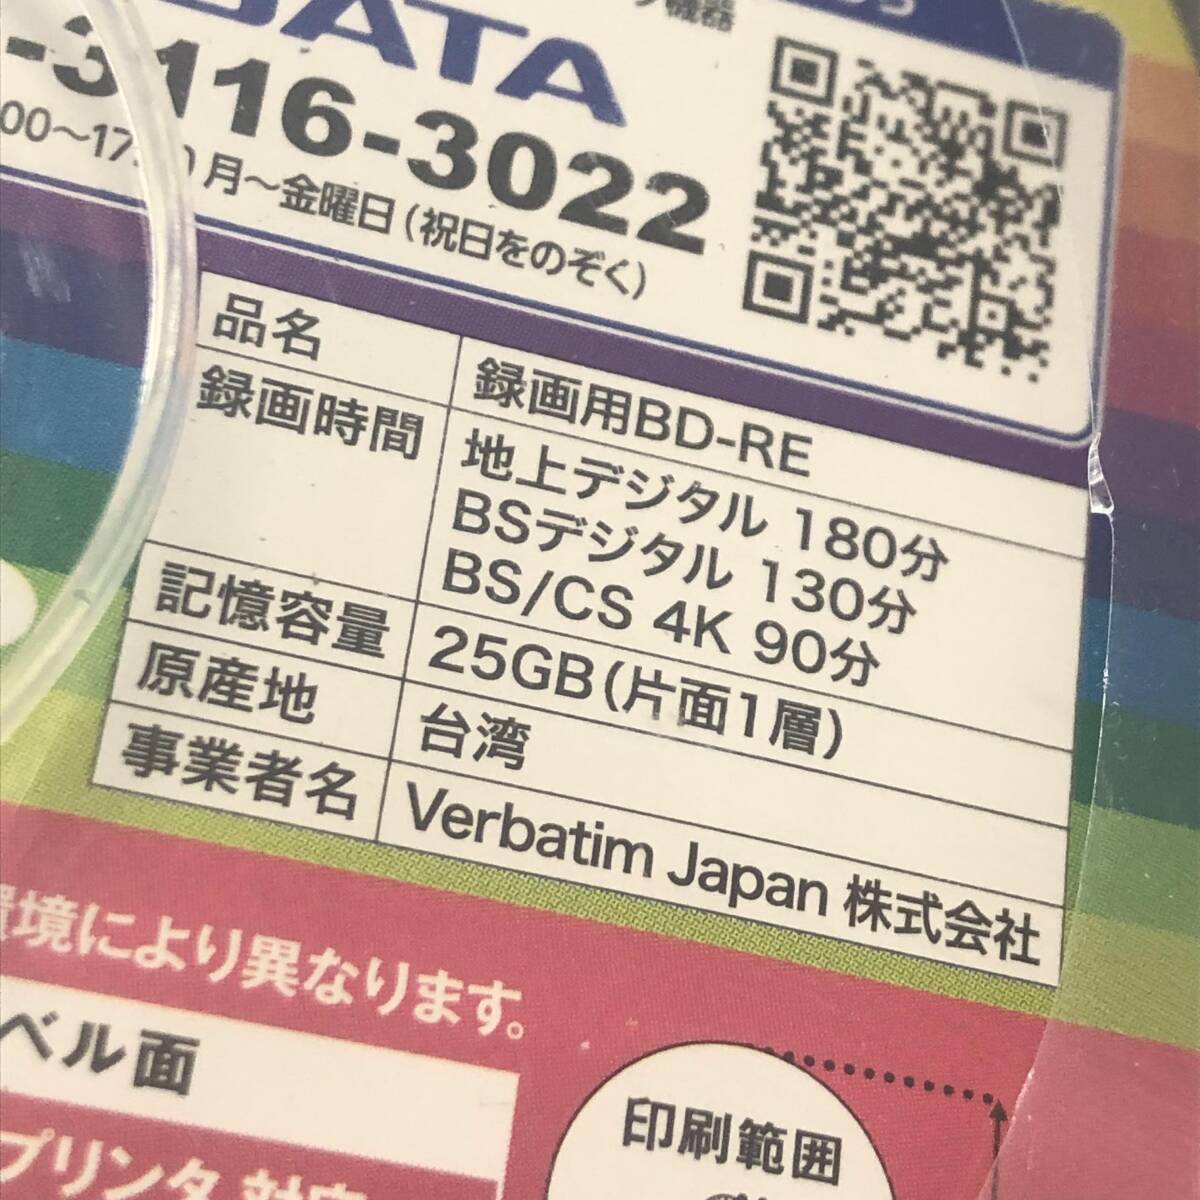 機器
DATA
-3116-3022
月～金曜日(祝日をのぞく)
品名 録画用BD-RE
録画時間 地上デジタル 180分
BSデジタル 130分
BS/CS 4K 90分
記憶容量 25GB(片面1層)
原産地 台湾
事業者名 Verbatim Japan 株式会社
環境により異なります。
ベル面
プリンタ対応
印刷範囲